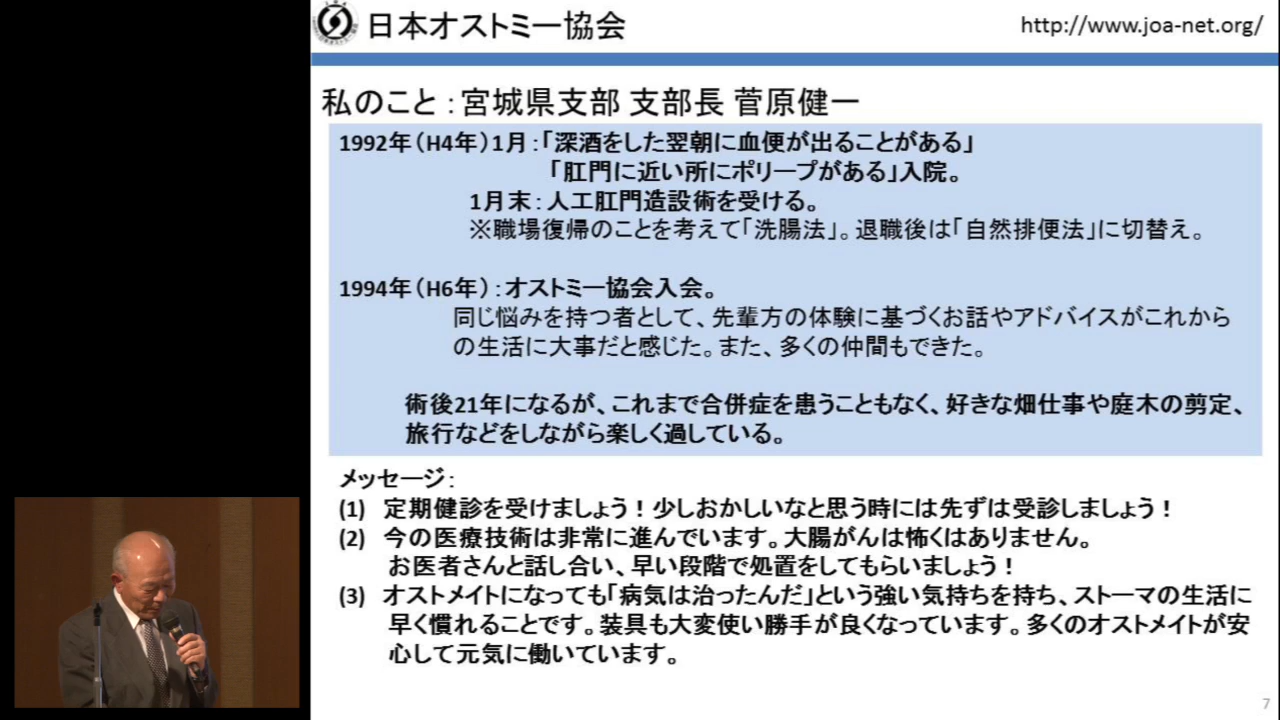 日本オストミー協会
http://www.joa-net.org/
私のこと：宮城県支部 支部長 菅原健一
1992年（H4年）1月：「深酒をした翌朝に血便が出ることがある」
「肛門に近い所にポリープがある」入院。
1月末：人工肛門造設術を受ける。
※職場復帰のことを考えて「洗腸法」。退職後は「自然排便法」に切替え。
1994年（H6年）：オストミー協会入会。
同じ悩みを持つ者として、先輩方の体験に基づくお話やアドバイスがこれから
の生活に大事だと感じた。また、多くの仲間もできた。
術後21年になるが、これまで合併症を患うこともなく、好きな畑仕事や庭木の剪定、
旅行などをしながら楽しく過している。
メッセージ：
(1) 定期健診を受けましょう！少しおかしいなと思う時には先ずは受診しましょう！
(2) 今の医療技術は非常に進んでいます。大腸がんは怖くはありません。
お医者さんと話し合い、早い段階で処置をしてもらいましょう！
(3) オストメイトになっても「病気は治ったんだ」という強い気持ちを持ち、ストーマの生活に
早く慣れることです。装具も大変使い勝手が良くなっています。多くのオストメイトが安
心して元気に働いています。
7